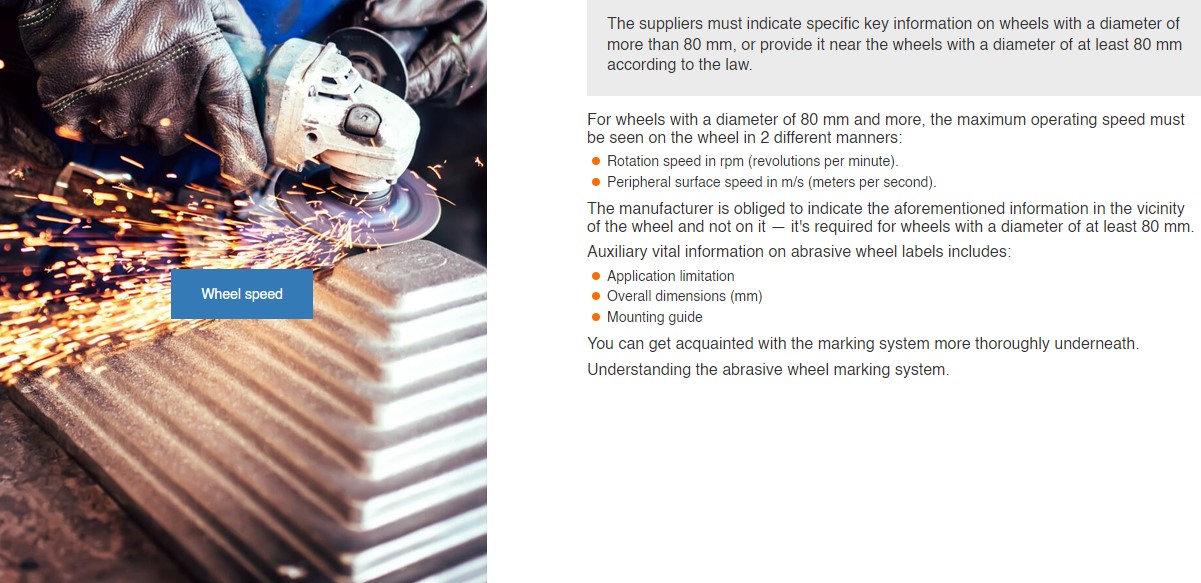 The suppliers must indicate specific key information on wheels with a diameter of
more than 80 mm, or provide it near the wheels with a diameter of at least 80 mm
according to the law.
For wheels with a diameter of 80 mm and more, the maximum operating speed must
be seen on the wheel in 2 different manners:
Rotation speed in rpm (revolutions per minute).
Peripheral surface speed in m/s (meters per second).
The manufacturer is obliged to indicate the aforementioned information in the vicinity
of the wheel and not on it — it's required for wheels with a diameter of at least 80 mm.
Auxiliary vital information on abrasive wheel labels includes:
Application limitation
Overall dimensions (mm)
Mounting guide
You can get acquainted with the marking system more thoroughly underneath.
Understanding the abrasive wheel marking system.
Wheel speed